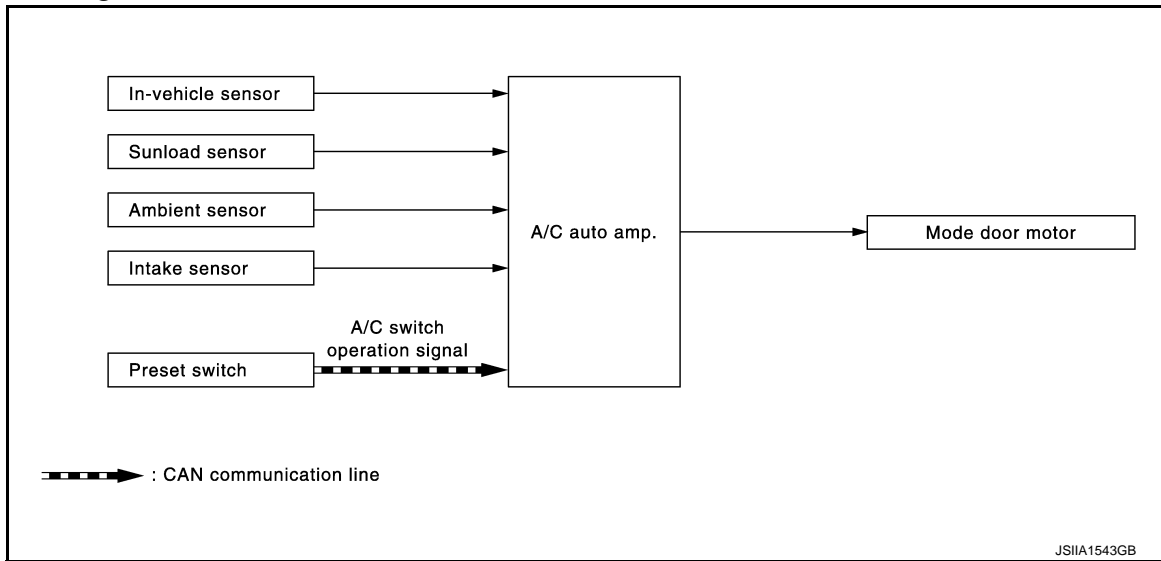 In-vehicle sensor
Sunload sensor
Ambient sensor
Intake sensor
A/C auto amp.
Mode door motor
A/C switch
operation signal
Preset switch
: CAN communication line
JSIIA1543GB